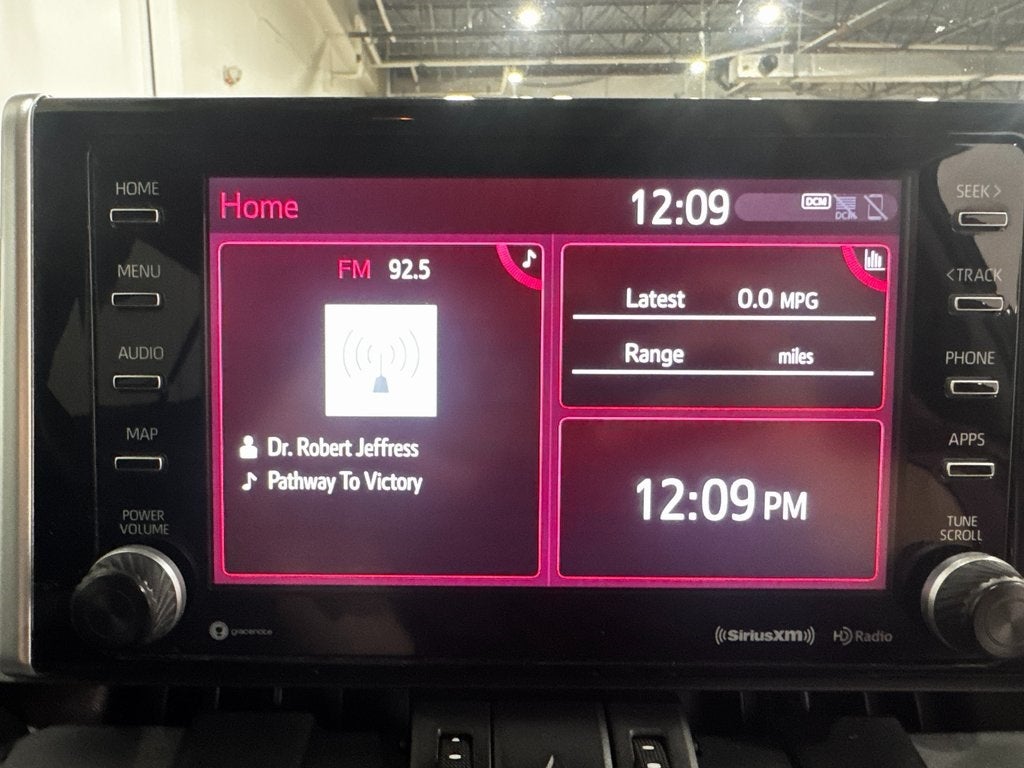 HOME
MENU
AUDIO
MAP
POWER
VOLUME
Home
12:09
DCM
DCM
FM 92.5
Dr. Robert Jeffress
Pathway To Victory
Latest 0.0 MPG
Range miles
12:09 PM
SEEK >
< TRACK
PHONE
APPS
TUNE
SCROLL
gracenote
((SiriusXM))
HD Radio